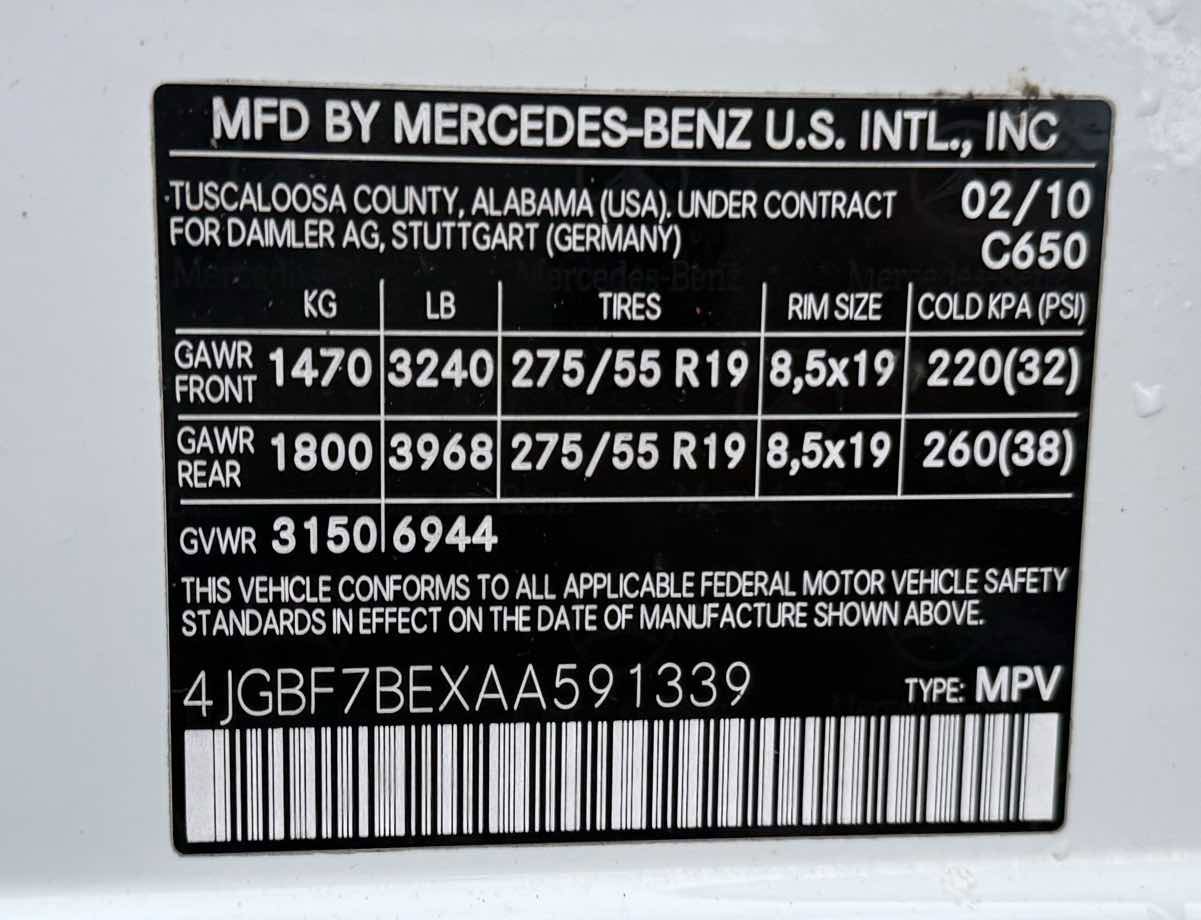 MFD BY MERCEDES-BENZ U.S. INTL., INC
TUSCALOOSA COUNTY, ALABAMA (USA). UNDER CONTRACT 02/10
FOR DAIMLER AG, STUTTGART (GERMANY) C650
KG LB TIRES RIM SIZE COLD KPA (PSI)
GAWR FRONT 1470 3240 275/55 R19 8,5x19 220(32)
GAWR REAR 1800 3968 275/55 R19 8,5x19 260(38)
GVWR 3150 6944
THIS VEHICLE CONFORMS TO ALL APPLICABLE FEDERAL MOTOR VEHICLE SAFETY
STANDARDS IN EFFECT ON THE DATE OF MANUFACTURE SHOWN ABOVE.
4JGBF7BEXAA591339 TYPE: MPV